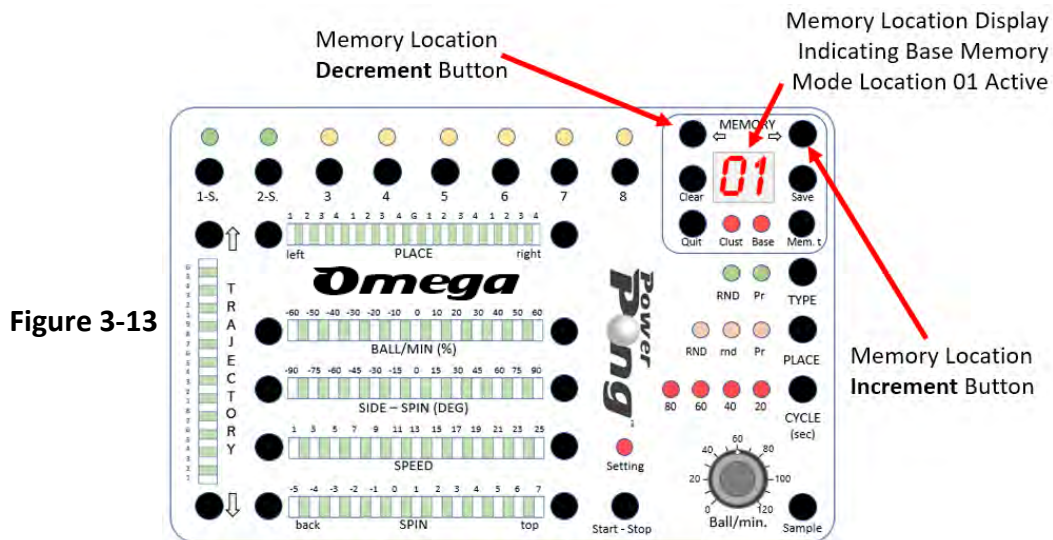 Memory Location
Decrement Button
Memory Location Display
Indicating Base Memory
Mode Location 01 Active
MEMORY
01
Clear
Save
Quit
Clust
Base
Mem. t
1-S.
2-S.
3
4
5
6
7
8
1 2 3 4 1 2 3 4 G 1 2 3 4 1 2 3 4
left
PLACE
right
Omega
Power
Pong
TRAJECTORY
-60 -50 -40 -30 -20 -10 0 10 20 30 40 50 60
BALL/MIN (%)
-90 -75 -60 -45 -30 -15 0 15 30 45 60 75 90
SIDE – SPIN (DEG)
1 3 5 7 9 11 13 15 17 19 21 23 25
SPEED
-5 -4 -3 -2 -1 0 1 2 3 4 5 6 7
back
SPIN
top
RND
Pr
TYPE
RND
rnd
Pr
PLACE
80
60
40
20
CYCLE
(sec)
Setting
Start - Stop
0
20
40
60
80
100
120
Ball/min.
Sample
Memory Location
Increment Button
Figure 3-13